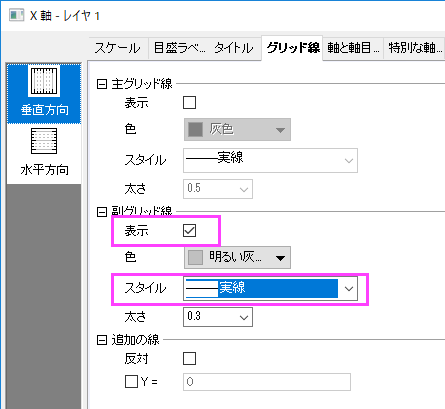 X 軸 - レイヤ 1
スケール 目盛ラベ... タイトル グリッド線 軸と軸目... 特別な軸...
垂直方向
水平方向
主グリッド線
表示
色 灰色
スタイル 実線
太さ 0.5
副グリッド線
表示
色 明るい灰...
スタイル 実線
太さ 0.3
追加の線
反対
Y = 0